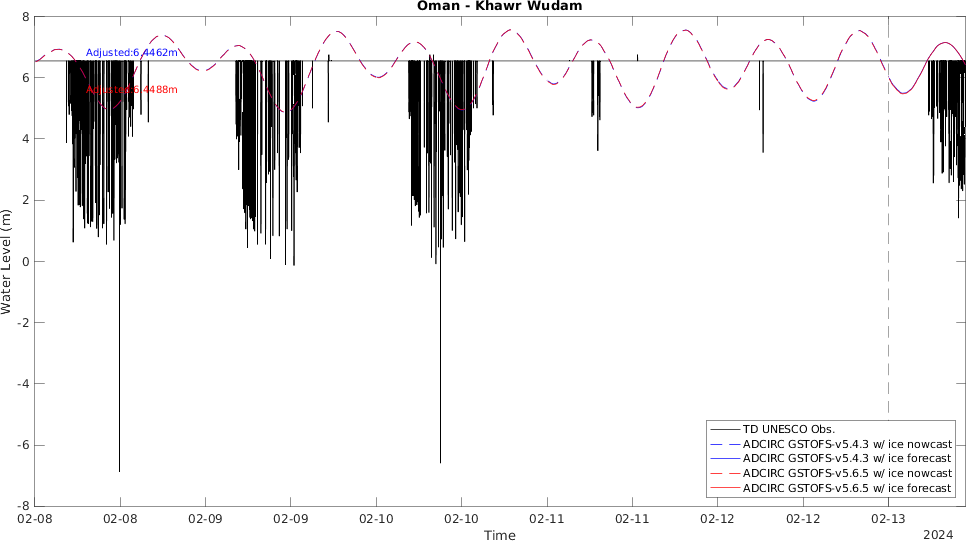 Oman - Khawr Wudam
8
6
4
2
0
-2
-4
-6
-8
Water Level (m)
Adjusted:6.4462m
Adjusted:6.4488m
TD UNESCO Obs.
ADCIRC GSTOFS-v5.4.3 w/ ice nowcast
ADCIRC GSTOFS-v5.4.3 w/ ice forecast
ADCIRC GSTOFS-v5.6.5 w/ ice nowcast
ADCIRC GSTOFS-v5.6.5 w/ ice forecast
02-08 02-08 02-09 02-09 02-10 02-10 02-11 02-11 02-12 02-12 02-13
Time
2024